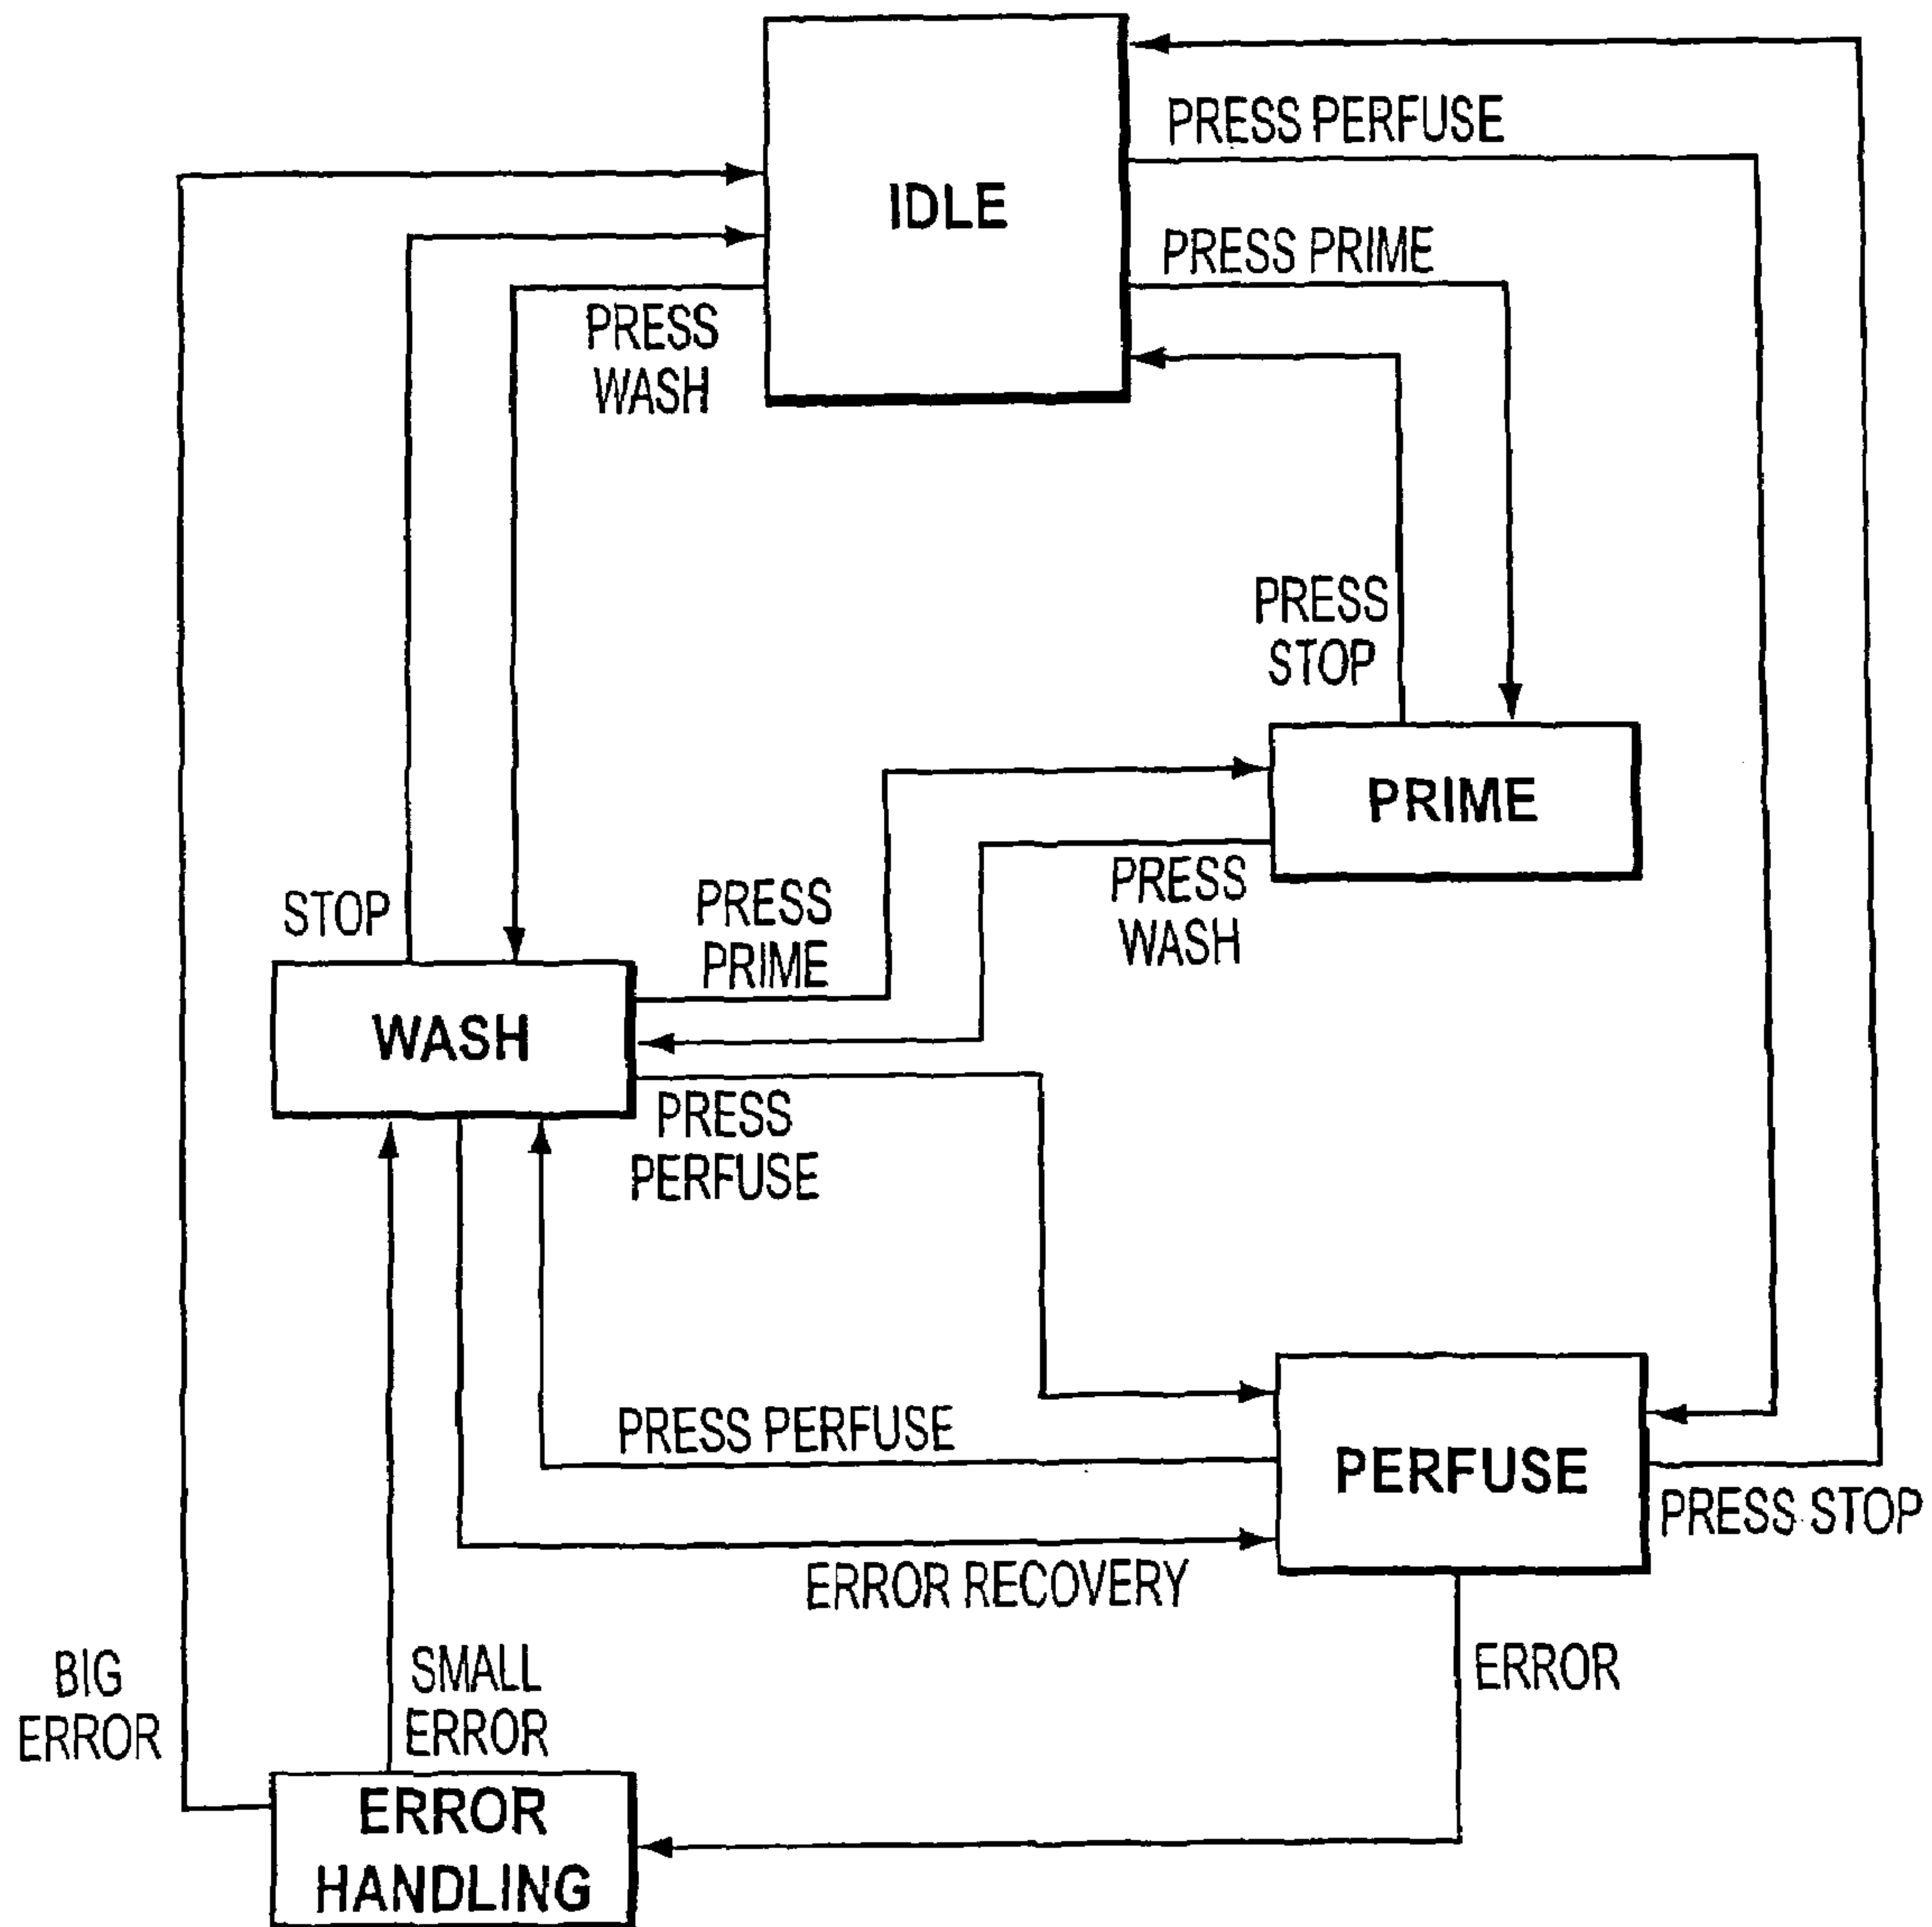 PRESS PERFUSE
IDLE
PRESS PRIME
PRESS
WASH
PRESS
STOP
PRIME
STOP
PRESS
PRIME
PRESS
WASH
WASH
PRESS
PERFUSE
PRESS PERFUSE
PERFUSE
PRESS STOP
ERROR RECOVERY
BIG
ERROR
SMALL
ERROR
ERROR
ERROR
HANDLING